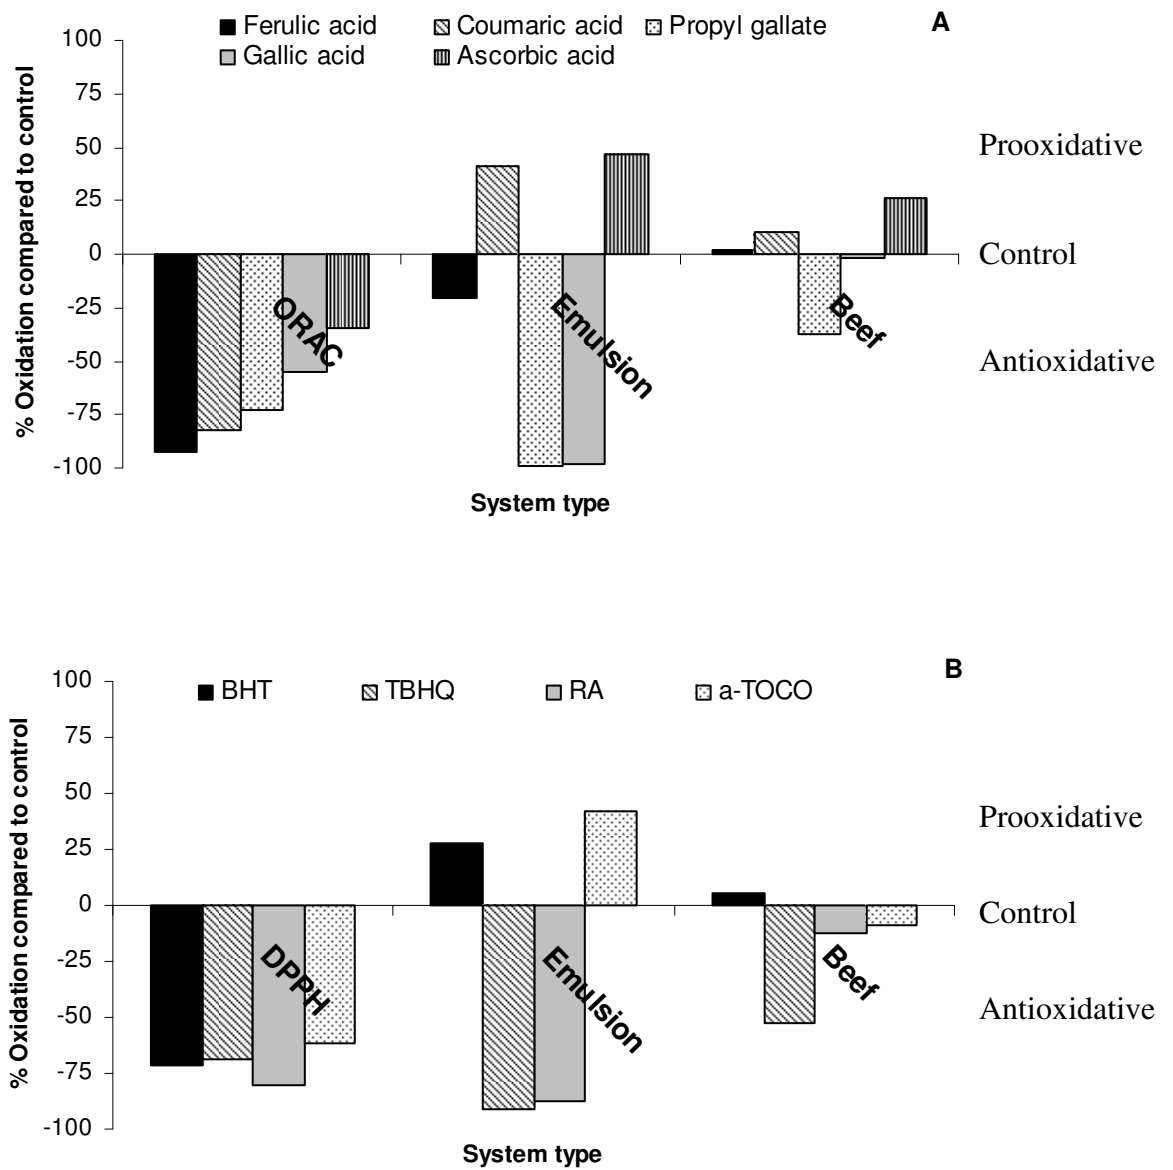 Ferulic acid Coumaric acid Propyl gallate
Gallic acid Ascorbic acid
A
100
75
50
25
0
-25
-50
-75
-100
% Oxidation compared to control
ORAC
Emulsion
Beef
System type
Prooxidative
Control
Antioxidative
B
BHT TBHQ RA a-TOCO
100
75
50
25
0
-25
-50
-75
-100
% Oxidation compared to control
DPPH
Emulsion
Beef
System type
Prooxidative
Control
Antioxidative